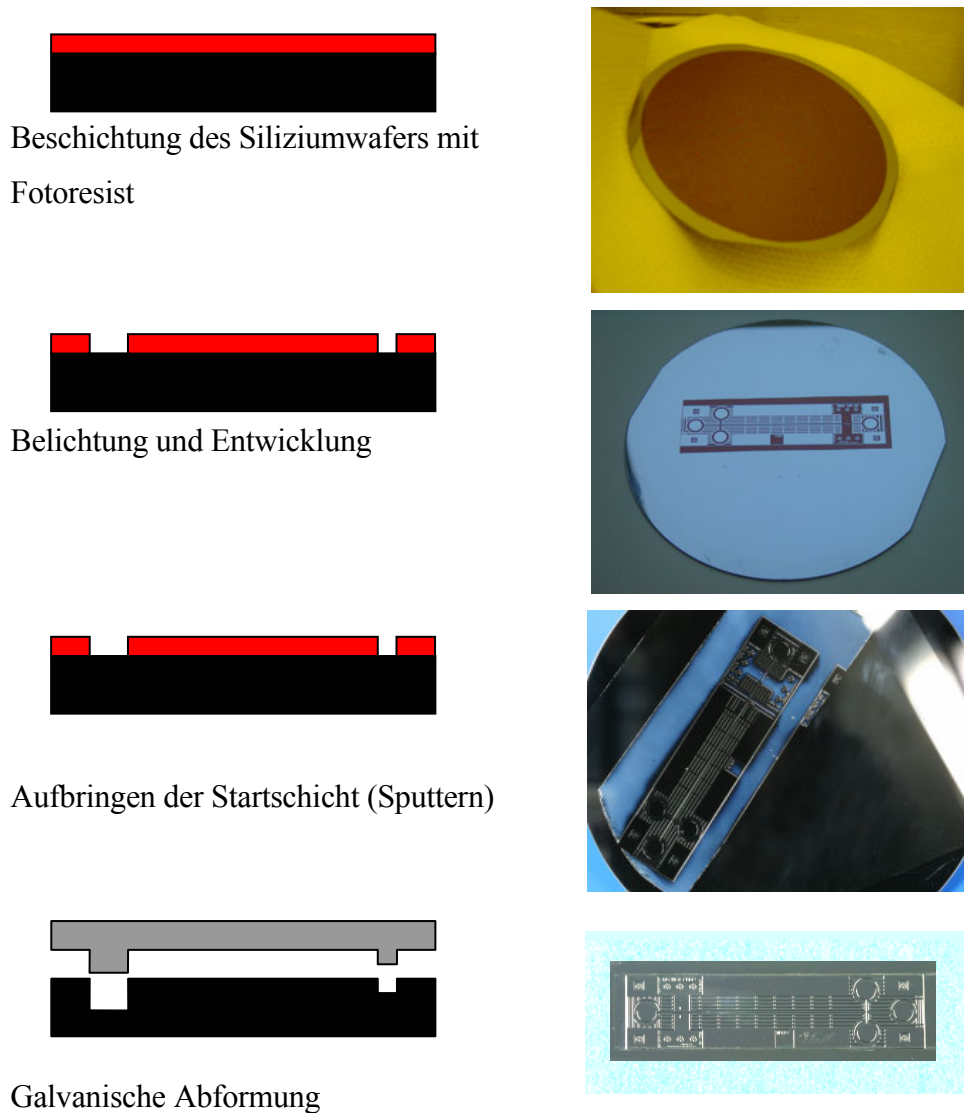 Beschichtung des Siliziumwafers mit
Fotoresist
Belichtung und Entwicklung
Aufbringen der Startschicht (Sputtern)
Galvanische Abformung